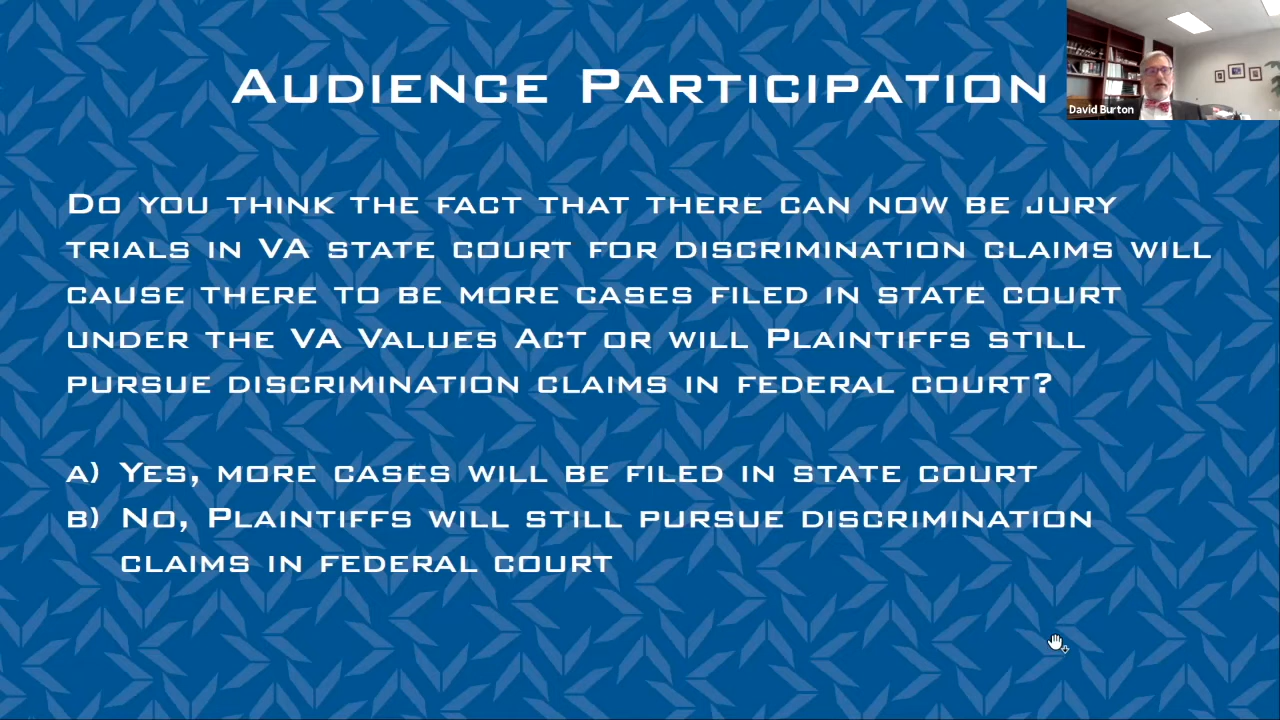 Audience Participation
David Burton
Do you think the fact that there can now be jury
trials in VA state court for discrimination claims will
cause there to be more cases filed in state court
under the VA Values Act or will Plaintiffs still
pursue discrimination claims in federal court?
a) Yes, more cases will be filed in state court
b) No, Plaintiffs will still pursue discrimination
claims in federal court